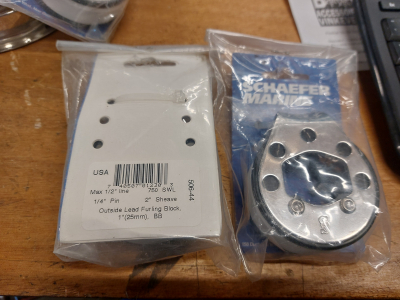 USA
Max 1/2" line 750 SWL
1/4" Pin 2" Sheave
Outside Lead Furling Block,
1"(25mm), BB
506-44
SCHAEFER
MARINE